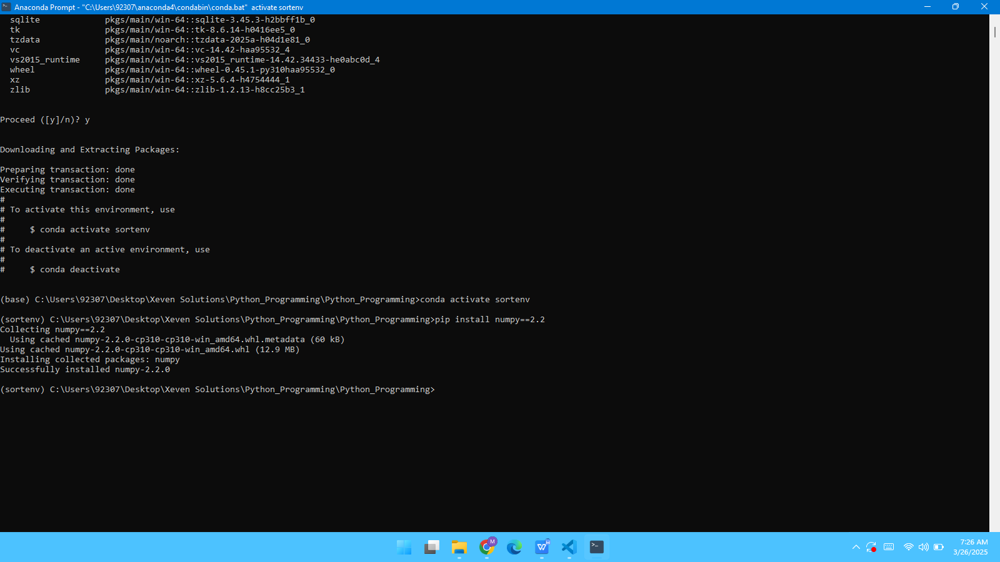 Anaconda Prompt - "C:\Users\92307\anaconda4\condabin\conda.bat"  activate sortenv
  sqlite             pkgs/main/win-64::sqlite-3.45.3-h2bbff1b_0
  tk                 pkgs/main/win-64::tk-8.6.14-h0416ee5_0
  tzdata             pkgs/main/noarch::tzdata-2025a-h04d1e81_0
  vc                 pkgs/main/win-64::vc-14.42-haa95532_4
  vs2015_runtime     pkgs/main/win-64::vs2015_runtime-14.42.34433-he0abc0d_4
  wheel              pkgs/main/win-64::wheel-0.45.1-py310haa95532_0
  xz                 pkgs/main/win-64::xz-5.6.4-h4754444_1
  zlib               pkgs/main/win-64::zlib-1.2.13-h8cc25b3_1
Proceed ([y]/n)? y
Downloading and Extracting Packages:
Preparing transaction: done
Verifying transaction: done
Executing transaction: done
#
# To activate this environment, use
#
#     $ conda activate sortenv
#
# To deactivate an active environment, use
#
#     $ conda deactivate
(base) C:\Users\92307\Desktop\Xeven Solutions\Python_Programming\Python_Programming>conda activate sortenv
(sortenv) C:\Users\92307\Desktop\Xeven Solutions\Python_Programming\Python_Programming>pip install numpy==2.2
Collecting numpy==2.2
  Using cached numpy-2.2.0-cp310-cp310-win_amd64.whl.metadata (60 kB)
Using cached numpy-2.2.0-cp310-cp310-win_amd64.whl (12.9 MB)
Installing collected packages: numpy
Successfully installed numpy-2.2.0
(sortenv) C:\Users\92307\Desktop\Xeven Solutions\Python_Programming\Python_Programming>
M
W
7:26 AM
3/26/2025